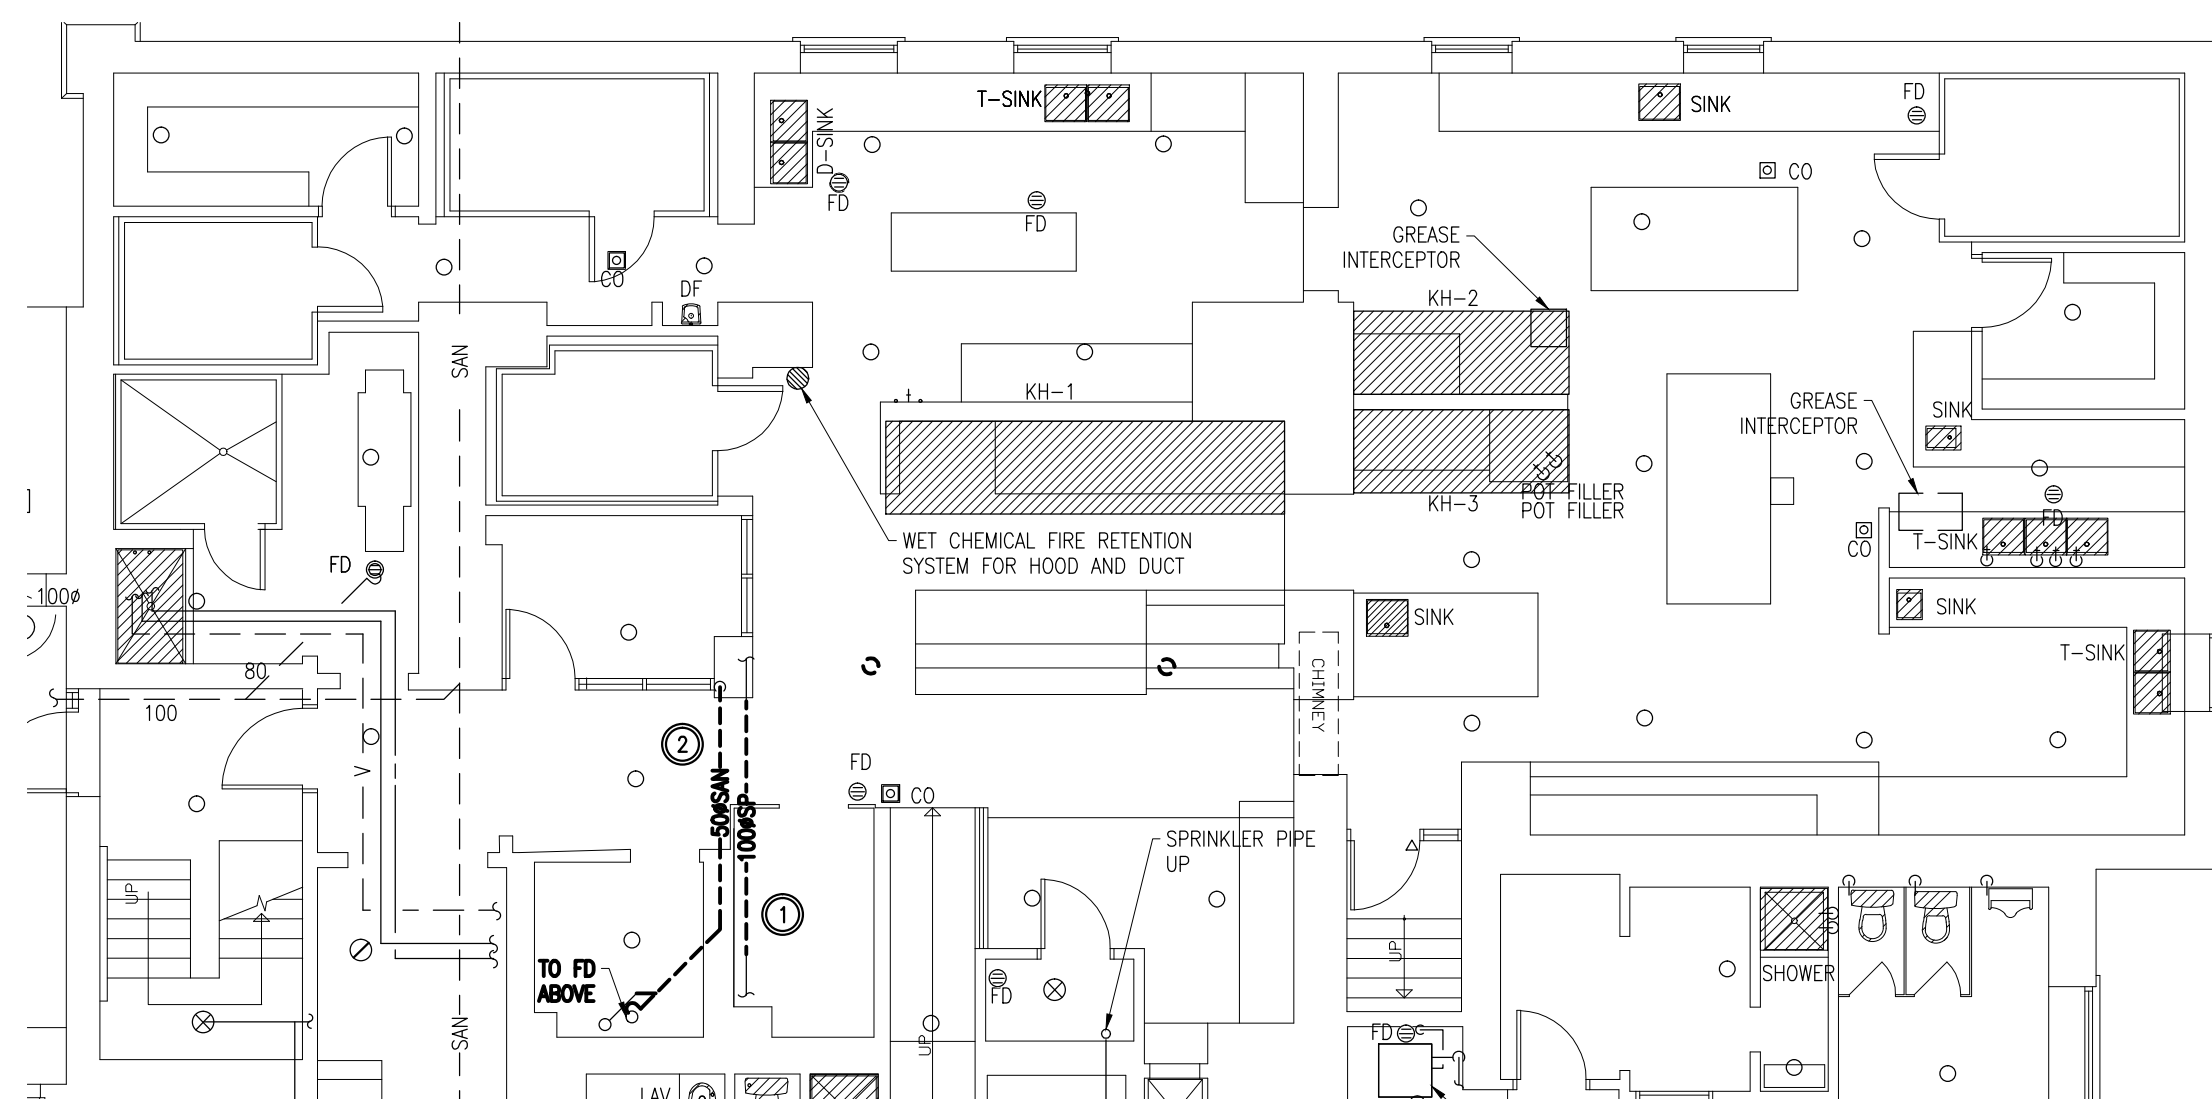 T-SINK
D-SINK
FD
FD
SINK
FD
CO
GREASE
INTERCEPTOR
CO
DF
KH-2
SAN
KH-1
GREASE
INTERCEPTOR
SINK
KH-3
POT FILLER
POT FILLER
FD
T-SINK
CO
WET CHEMICAL FIRE RETENTION
SYSTEM FOR HOOD AND DUCT
FD
100ø
SINK
SINK
T-SINK
80
CHIMNEY
100
2
V
50øSAN
100øSP
FD
CO
SPRINKLER PIPE
UP
UP
1
UP
TO FD
ABOVE
FD
SHOWER
SAN
UP
FD
LAV